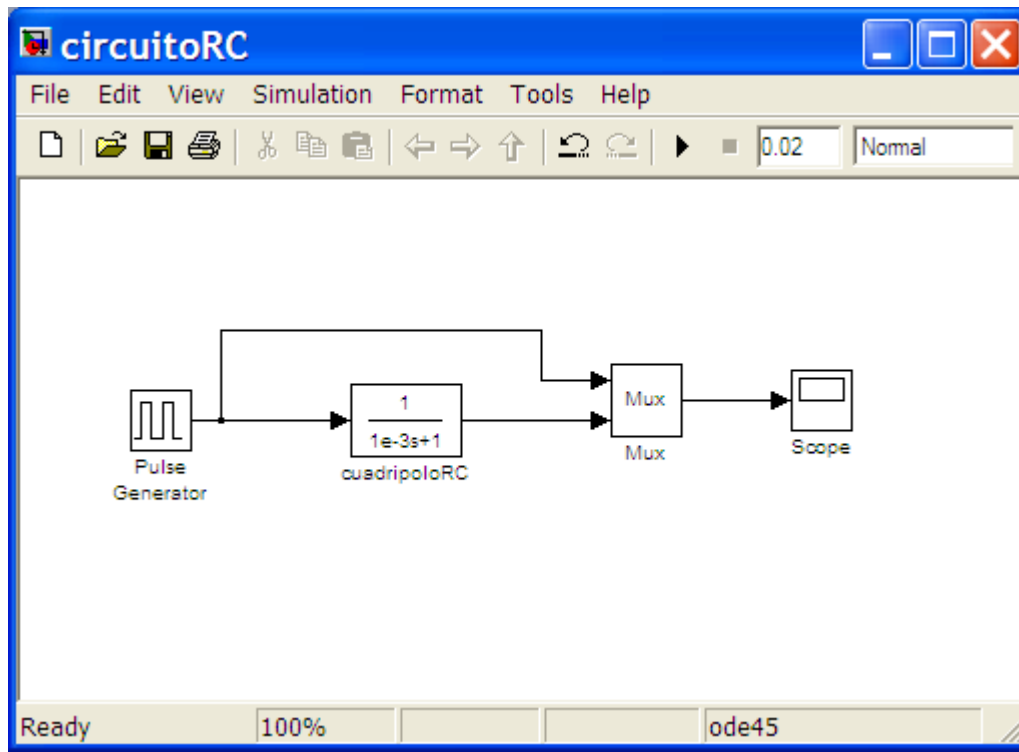 circuitoRC
File Edit View Simulation Format Tools Help
0.02 Normal
1
1e-3s+1
Mux
Pulse
Generator
cuadripoloRC
Mux
Scope
Ready 100% ode45